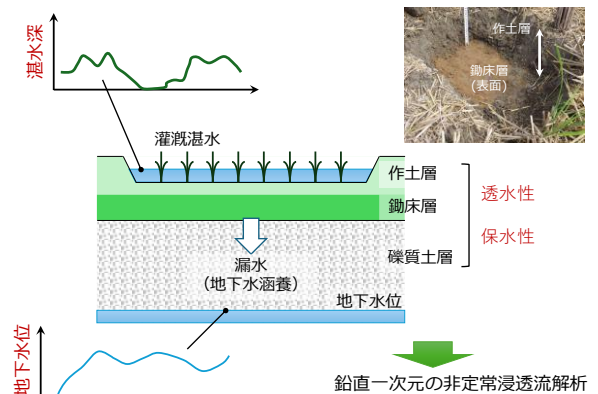 湛水深
作土層
鋤床層
(表面)
灌漑湛水
作土層
鋤床層
透水性
保水性
礫質土層
漏水
(地下水涵養)
地下水位
地下水位
鉛直一次元の非定常浸透流解析